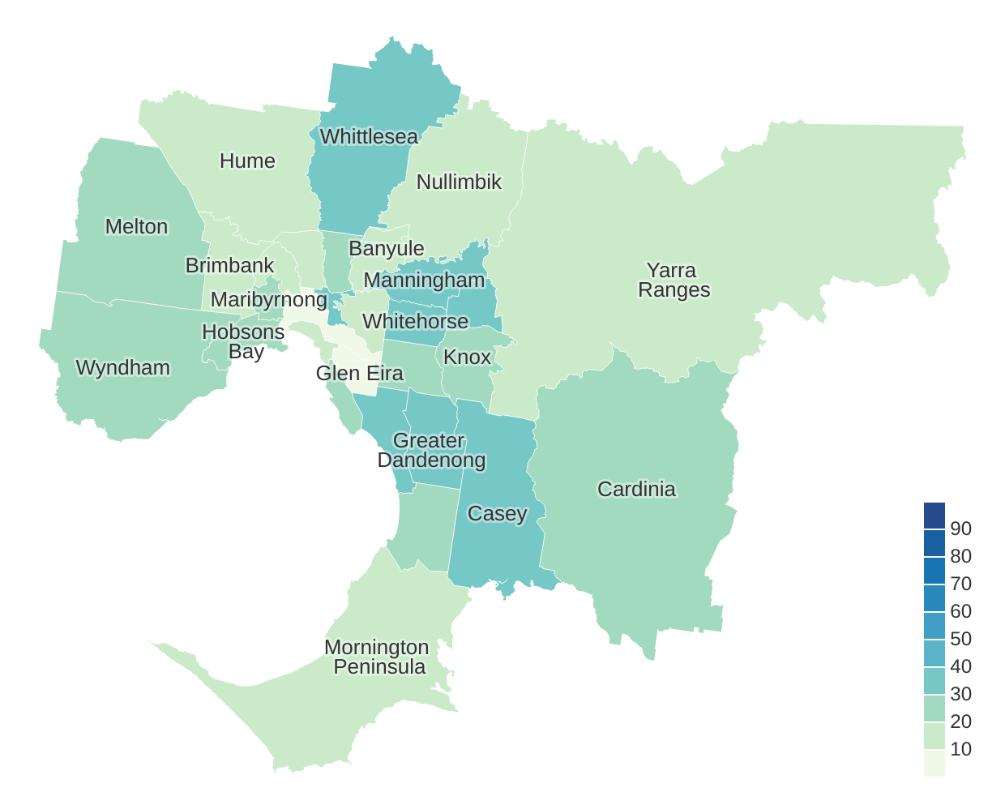 Whittlesea
Hume
Nullimbik
Melton
Banyule
Brimbank
Manningham
Yarra
Ranges
Maribyrnong
Whitehorse
Hobsons
Bay
Knox
Wyndham
Glen Eira
Greater
Dandenong
Cardinia
Casey
Mornington
Peninsula
90
80
70
60
50
40
30
20
10